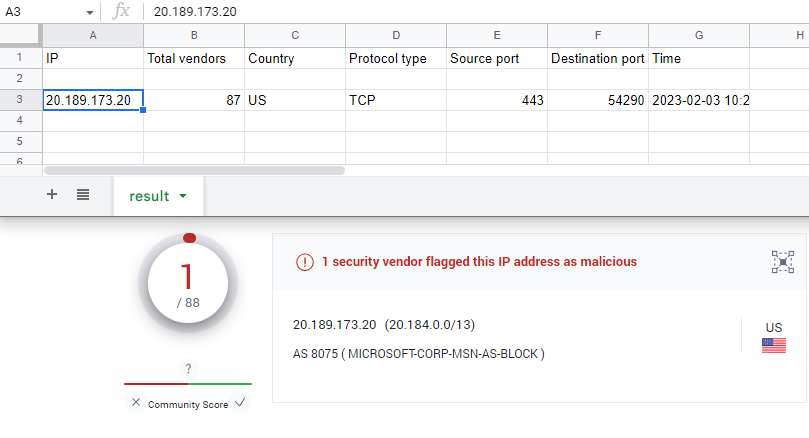 A3 fx 20.189.173.20
A B C D E F G H
1 IP Total vendors Country Protocol type Source port Destination port Time
2
3 20.189.173.20 87 US TCP 443 54290 2023-02-03 10:2
4
5
6
+ result
1
/ 88
?
Community Score
1 security vendor flagged this IP address as malicious
20.189.173.20 (20.184.0.0/13)
AS 8075 ( MICROSOFT-CORP-MSN-AS-BLOCK )
US